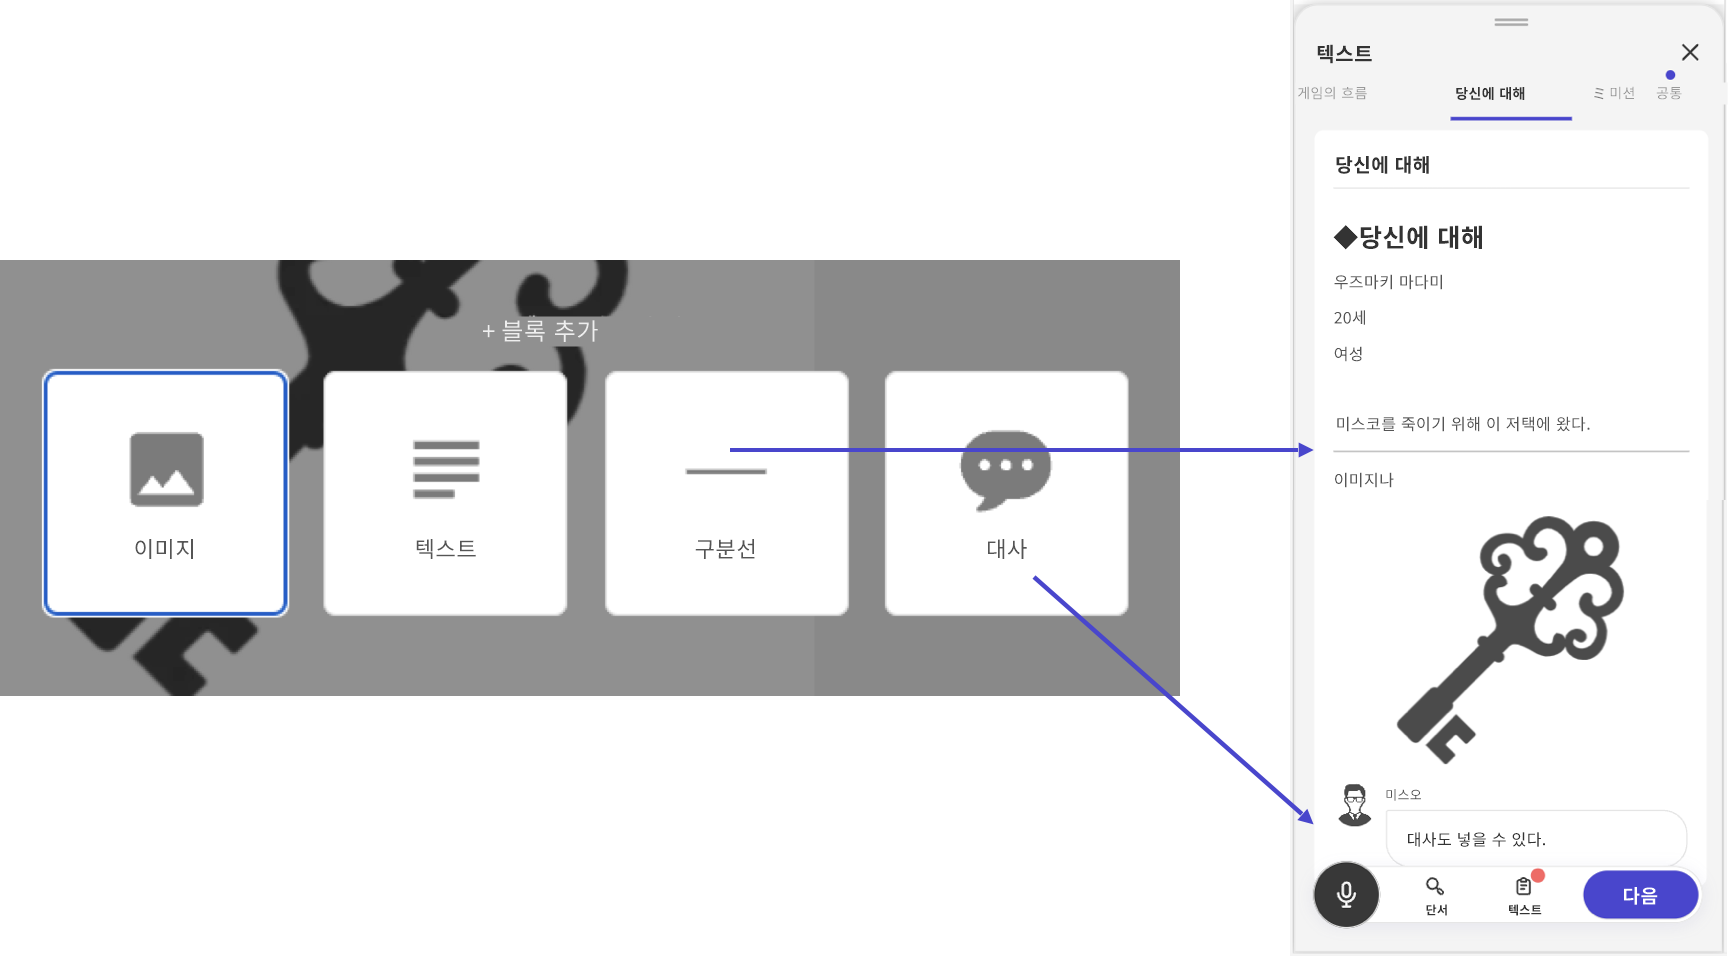 + 블록 추가
이미지
텍스트
구분선
대사
텍스트
게임의 흐름
당신에 대해
ミ 미션
공통
당신에 대해
◆당신에 대해
우즈마키 마다미
20세
여성
미스코를 죽이기 위해 이 저택에 왔다.
이미지나
미스오
대사도 넣을 수 있다.
단서
텍스트
다음